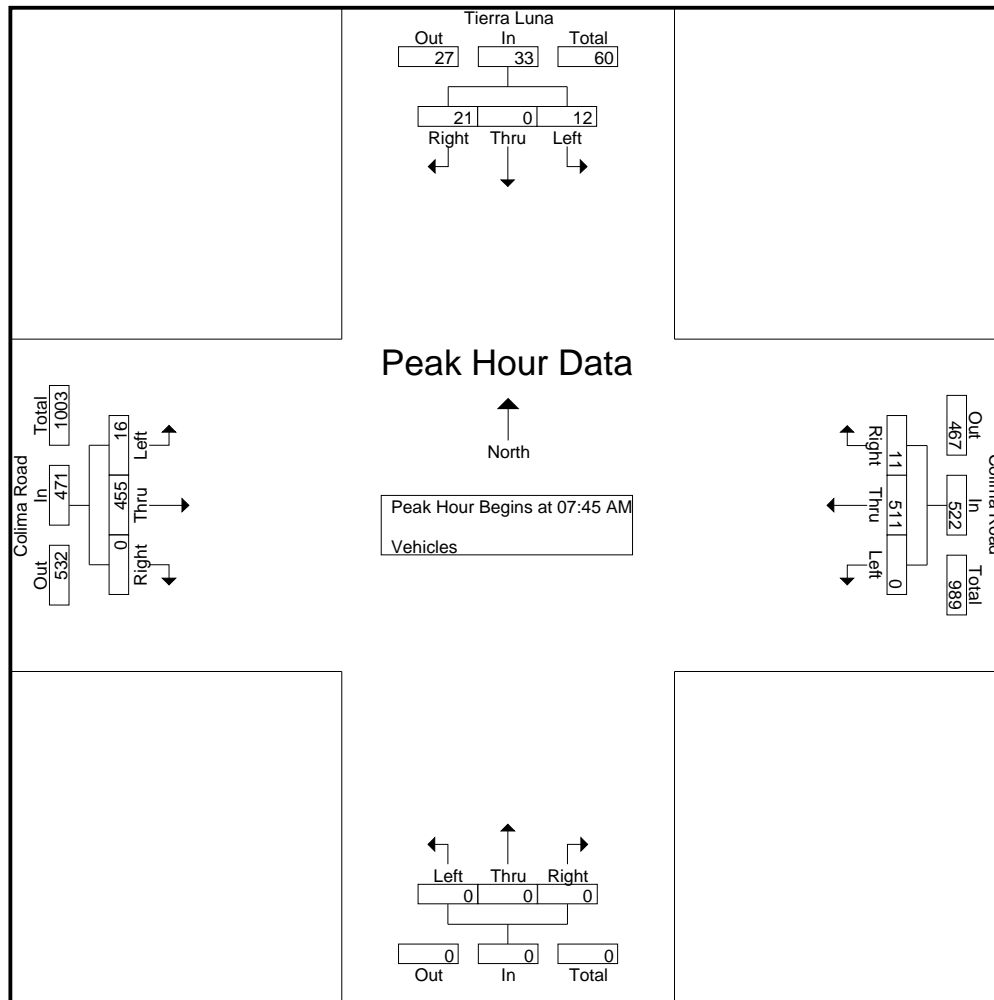 Tierra Luna
Out In Total
27 33 60
21 0 12
Right Thru Left
Peak Hour Data
North
Peak Hour Begins at 07:45 AM
Vehicles
Colima Road
Total In Out
1003 471 532
16 455 0
Left Thru Right
Colima Road
Out In Total
467 522 989
11 511 0
Right Thru Left
Left Thru Right
0 0 0
0 0 0
Out In Total